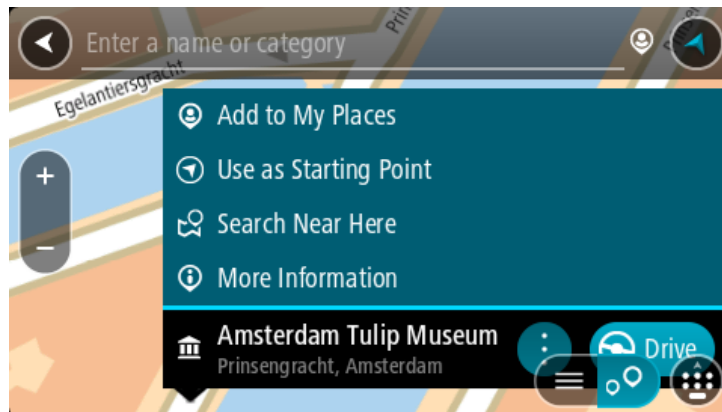 Enter a name or category
Prin
Egelantiersgracht
Add to My Places
Use as Starting Point
Search Near Here
More Information
Amsterdam Tulip Museum
Prinsengracht, Amsterdam
Drive